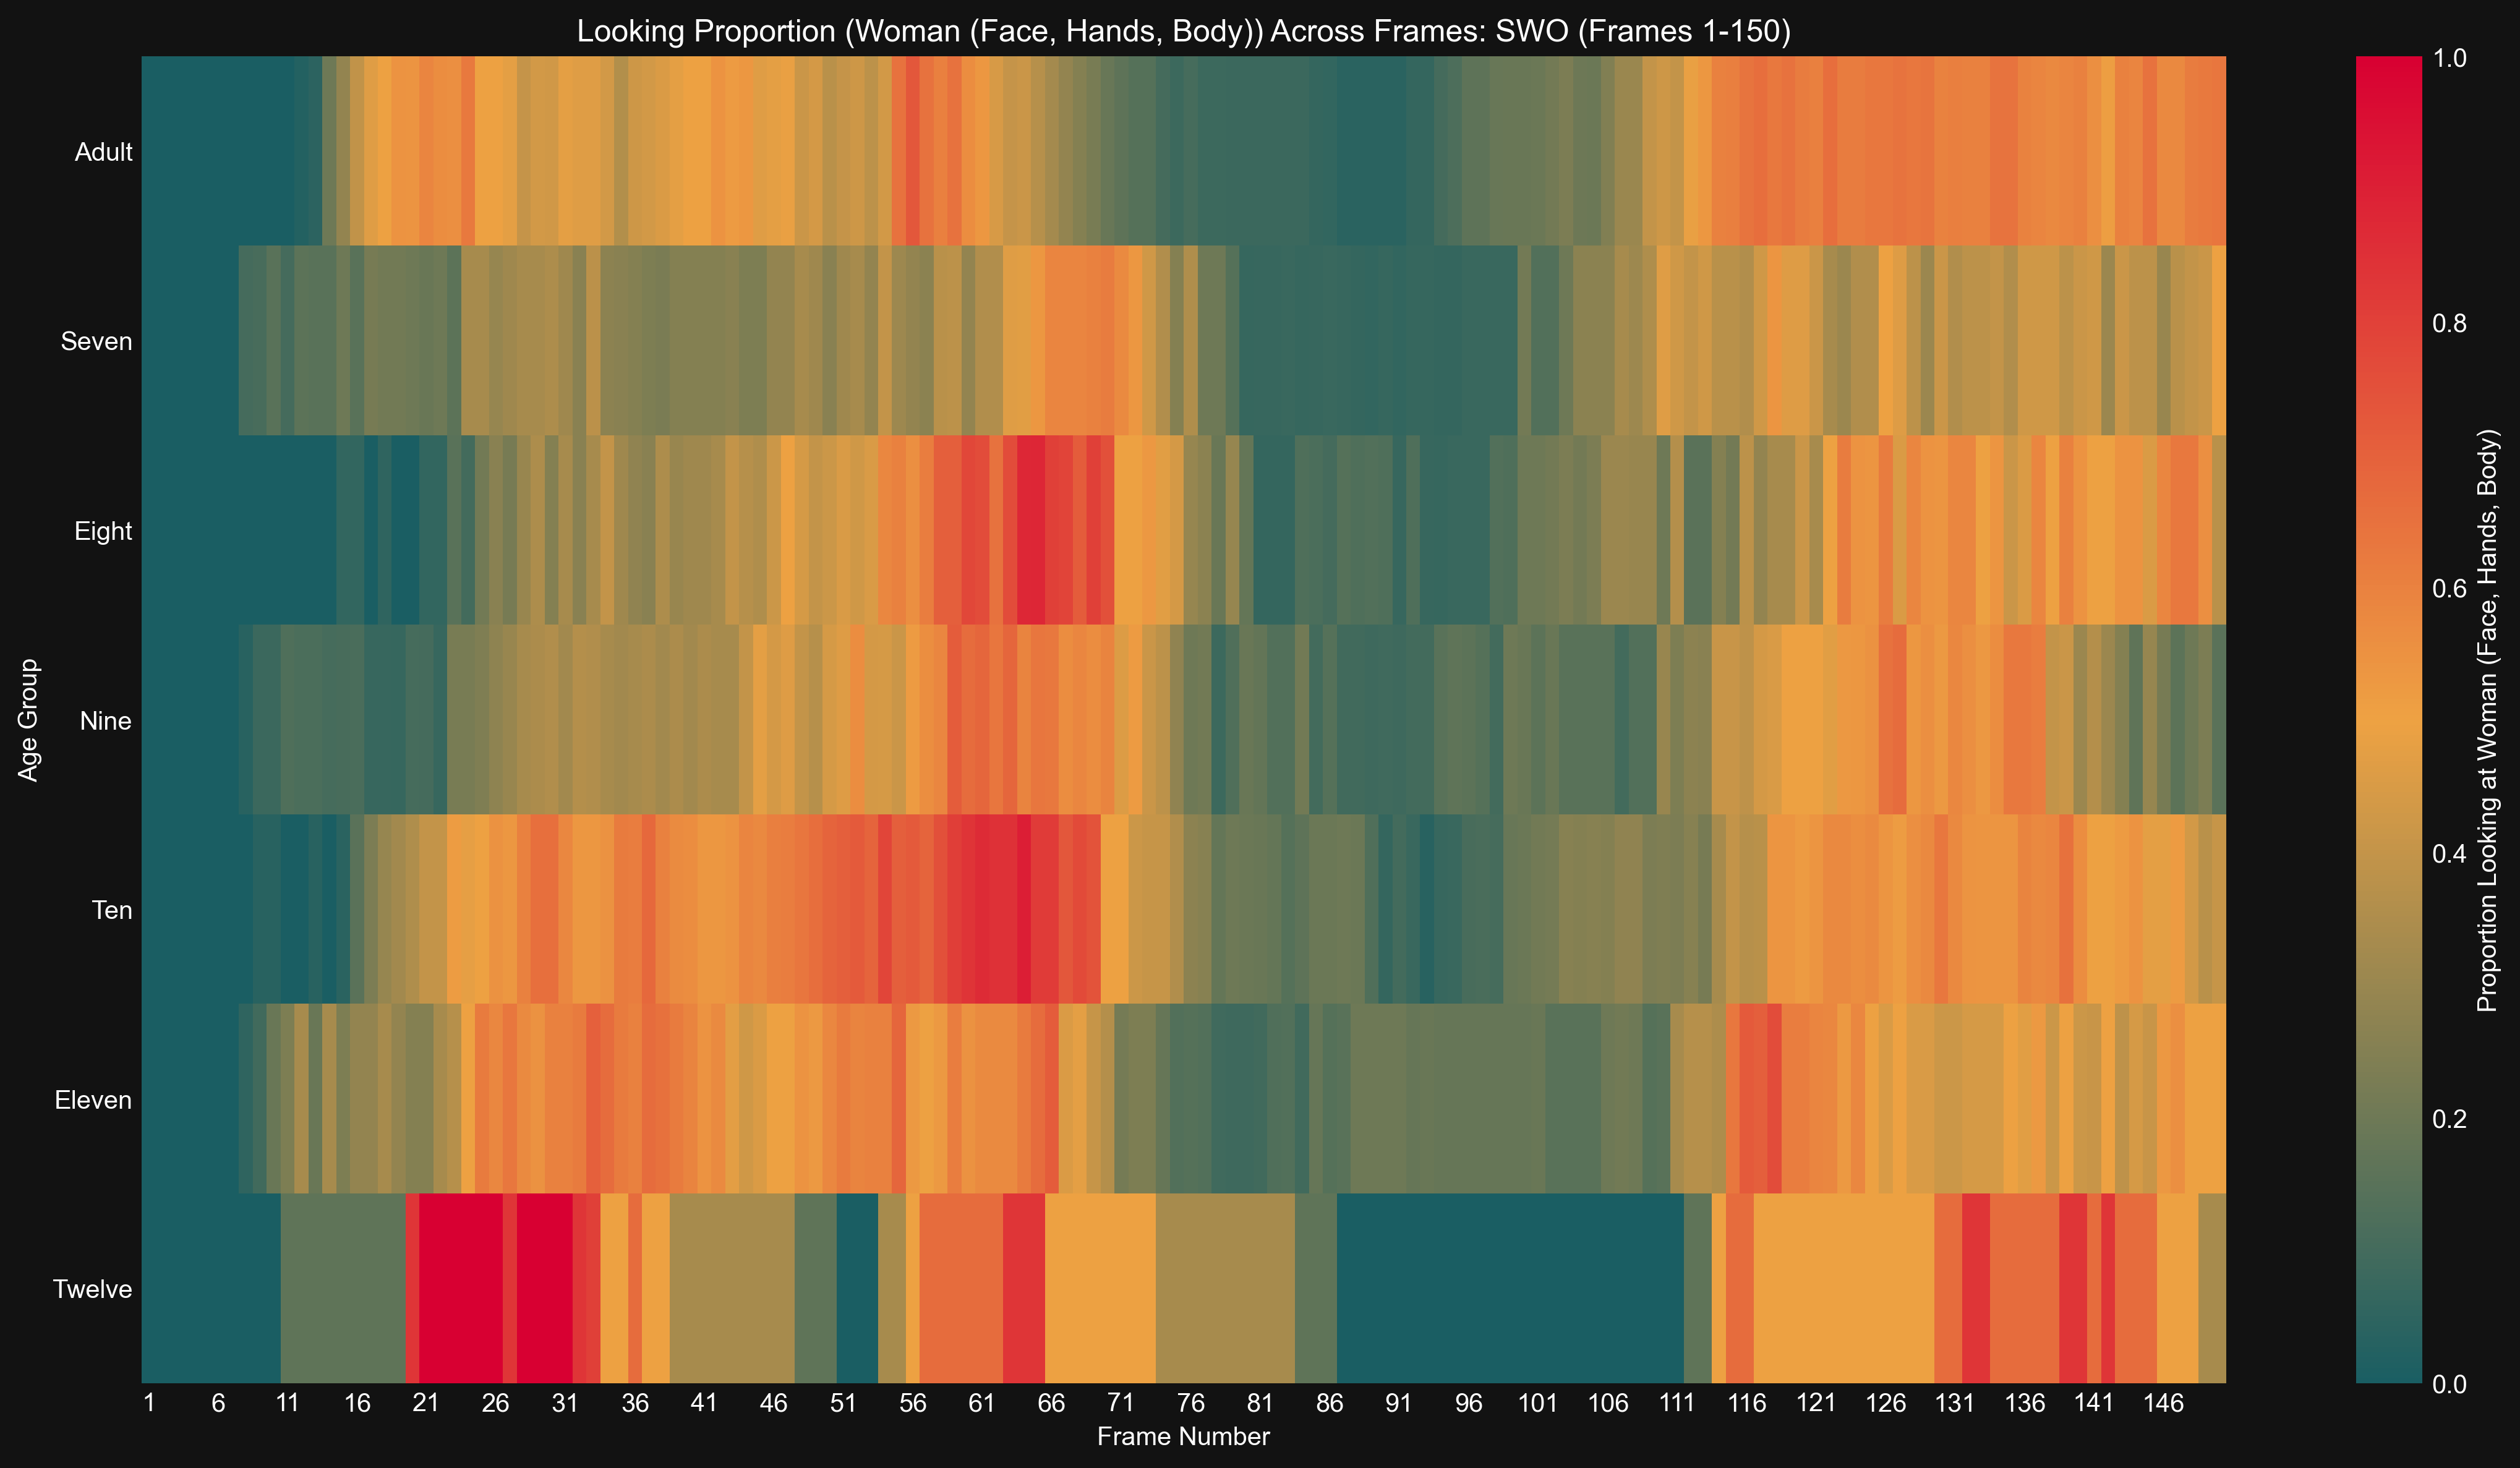 Looking Proportion (Woman (Face, Hands, Body)) Across Frames: SWO (Frames 1-150)
Age Group
Adult
Seven
Eight
Nine
Ten
Eleven
Twelve
1 6 11 16 21 26 31 36 41 46 51 56 61 66 71 76 81 86 91 96 101 106 111 116 121 126 131 136 141 146
Frame Number
1.0
0.8
0.6
0.4
0.2
0.0
Proportion Looking at Woman (Face, Hands, Body)